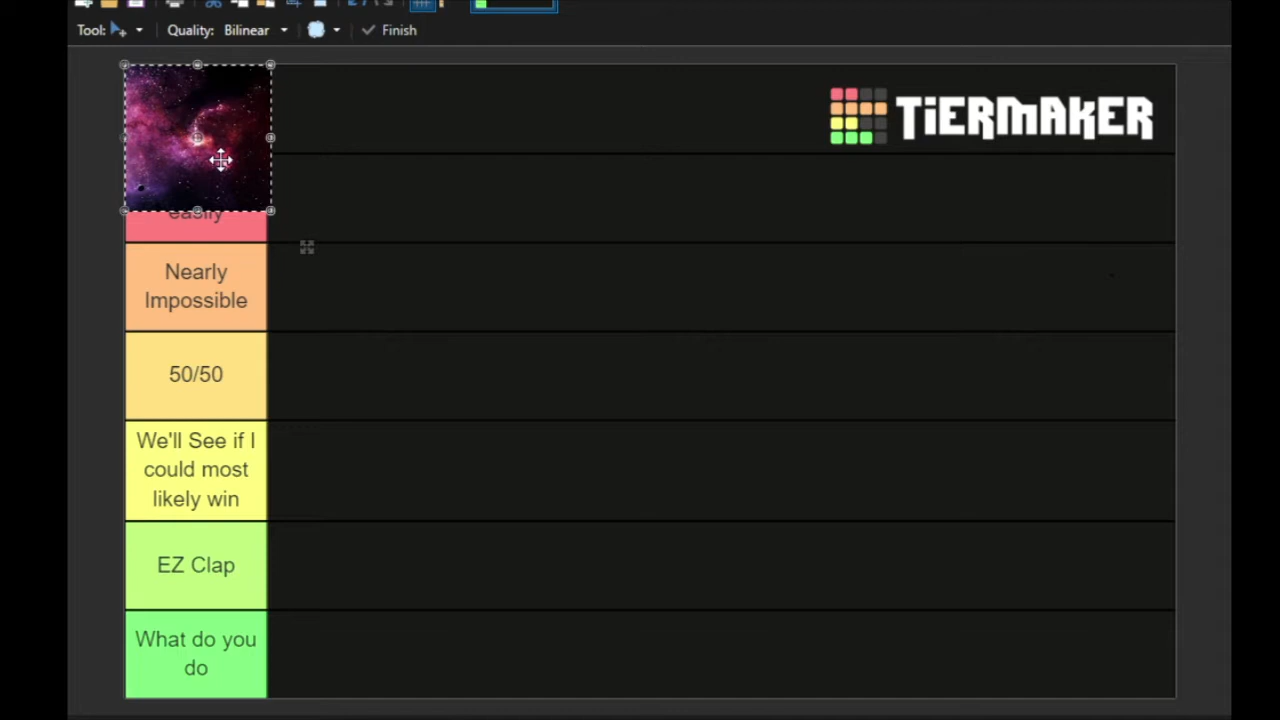 Tool:
Quality: Bilinear
Finish
TiERMAKER
easily
Nearly
Impossible
50/50
We'll See if I
could most
likely win
EZ Clap
What do you
do